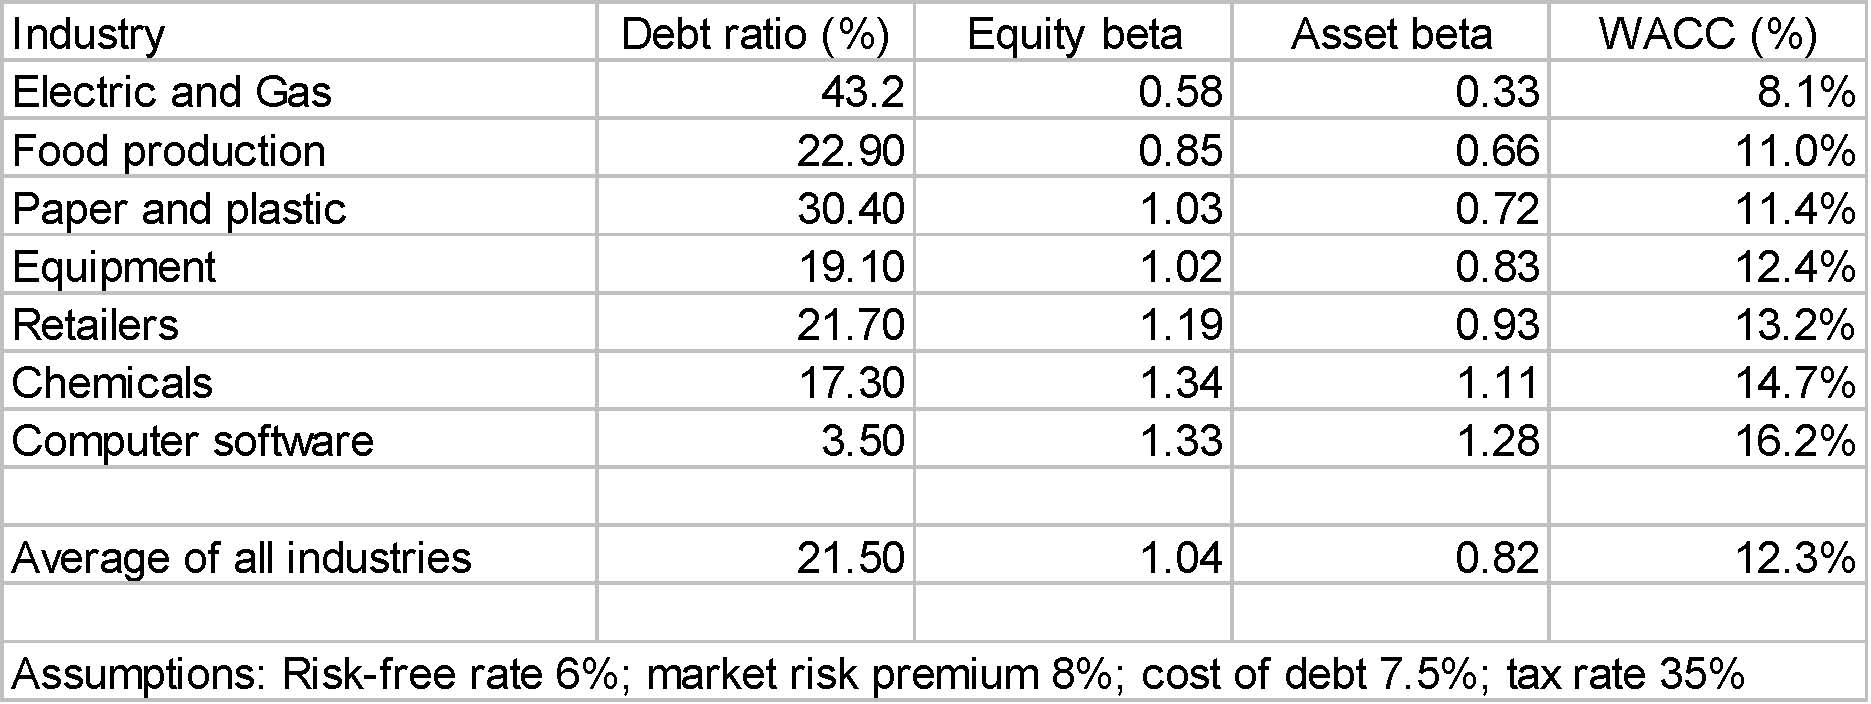 Industry Debt ratio (%) Equity beta Asset beta WACC (%)
Electric and Gas 43.2 0.58 0.33 8.1%
Food production 22.90 0.85 0.66 11.0%
Paper and plastic 30.40 1.03 0.72 11.4%
Equipment 19.10 1.02 0.83 12.4%
Retailers 21.70 1.19 0.93 13.2%
Chemicals 17.30 1.34 1.11 14.7%
Computer software 3.50 1.33 1.28 16.2%
Average of all industries 21.50 1.04 0.82 12.3%
Assumptions: Risk-free rate 6%; market risk premium 8%; cost of debt 7.5%; tax rate 35%